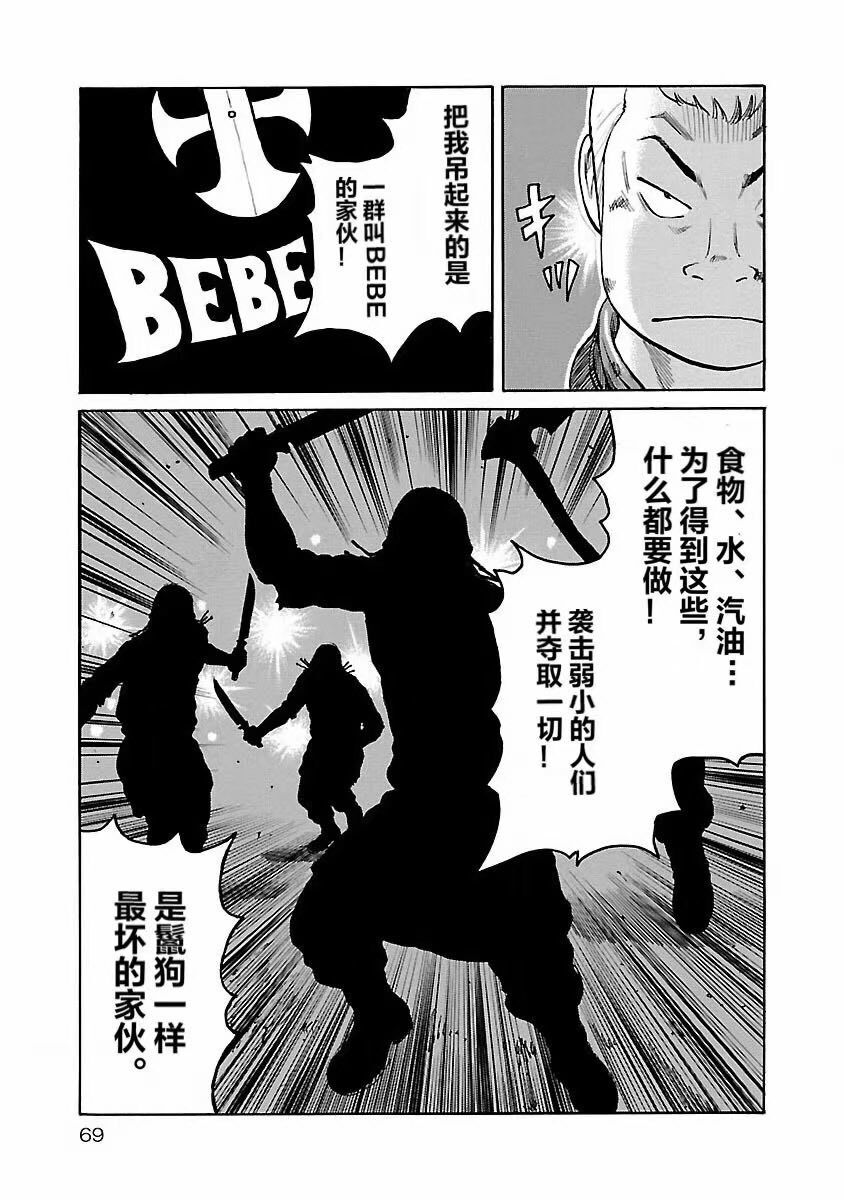 把我吊起来的是
一群叫BEBE
的家伙！
BEBE
食物、水、汽油…
为了得到这些，
什么都要做！
袭击弱小的人们
并夺取一切！
是鬣狗一样
最坏的家伙。
69